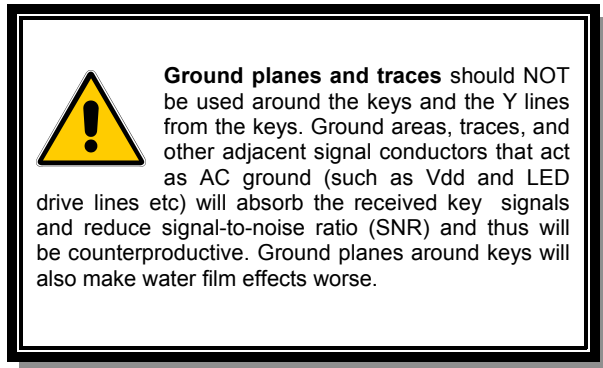 Ground planes and traces should NOT
be used around the keys and the Y lines
from the keys. Ground areas, traces, and
other adjacent signal conductors that act
as AC ground (such as Vdd and LED
drive lines etc) will absorb the received key signals
and reduce signal-to-noise ratio (SNR) and thus will
be counterproductive. Ground planes around keys will
also make water film effects worse.